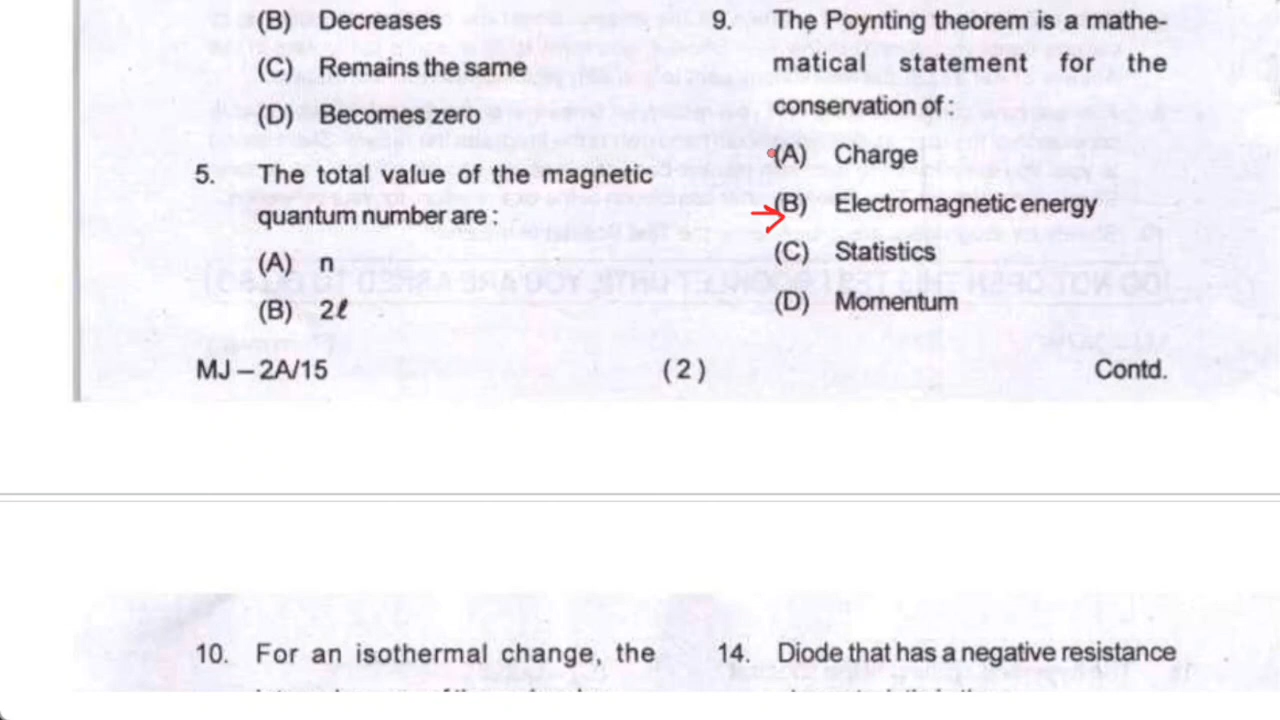 (B) Decreases
(C) Remains the same
(D) Becomes zero
5. The total value of the magnetic
quantum number are :
(A) n
(B) 2ℓ
9. The Poynting theorem is a mathe-
matical statement for the
conservation of :
(A) Charge
(B) Electromagnetic energy
(C) Statistics
(D) Momentum
MJ – 2A/15 (2) Contd.
10. For an isothermal change, the
14. Diode that has a negative resistance